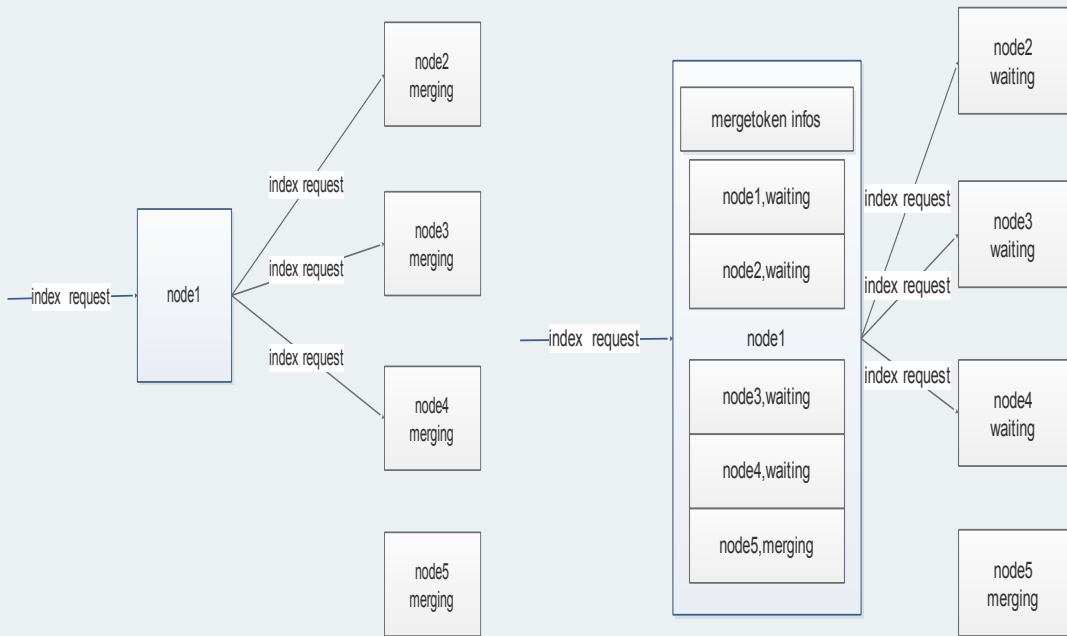 node2
merging
index request
node3
merging
index request
index  request
node1
index request
node4
merging
node5
merging
node2
waiting
mergetoken infos
node1,waiting
index request
node3
waiting
node2,waiting
index request
index  request
node1
index request
node3,waiting
node4
waiting
node4,waiting
node5,merging
node5
merging